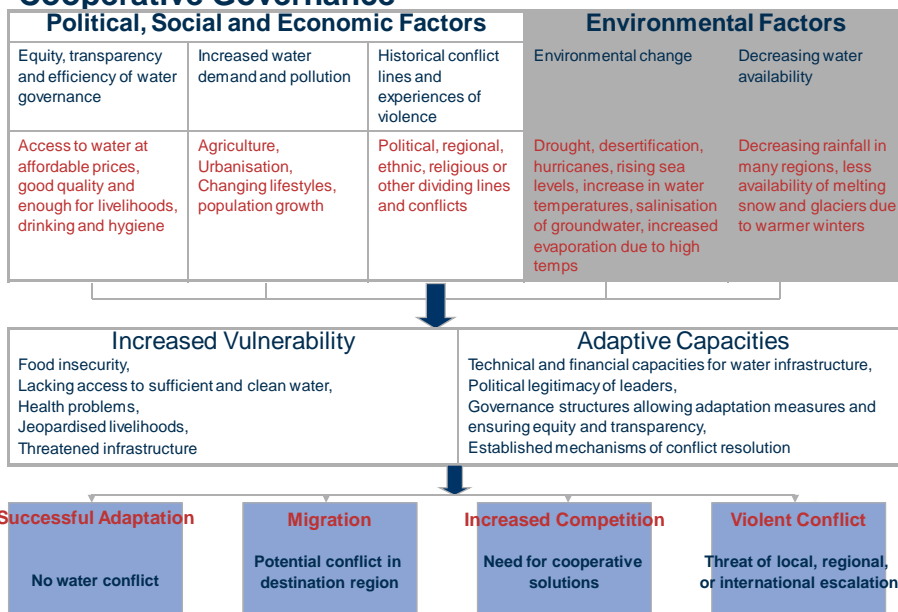 Cooperative Governance
Political, Social and Economic Factors
Environmental Factors
Equity, transparency
and efficiency of water
governance
Increased water
demand and pollution
Historical conflict
lines and
experiences of
violence
Environmental change
Decreasing water
availability
Access to water at
affordable prices,
good quality and
enough for livelihoods,
drinking and hygiene
Agriculture,
Urbanisation,
Changing lifestyles,
population growth
Political, regional,
ethnic, religious or
other dividing lines
and conflicts
Drought, desertification,
hurricanes, rising sea
levels, increase in water
temperatures, salinisation
of groundwater, increased
evaporation due to high
temps
Decreasing rainfall in
many regions, less
availability of melting
snow and glaciers due
to warmer winters
Increased Vulnerability
Food insecurity,
Lacking access to sufficient and clean water,
Health problems,
Jeopardised livelihoods,
Threatened infrastructure
Adaptive Capacities
Technical and financial capacities for water infrastructure,
Political legitimacy of leaders,
Governance structures allowing adaptation measures and
ensuring equity and transparency,
Established mechanisms of conflict resolution
Successful Adaptation
No water conflict
Migration
Potential conflict in
destination region
Increased Competition
Need for cooperative
solutions
Violent Conflict
Threat of local, regional,
or international escalation